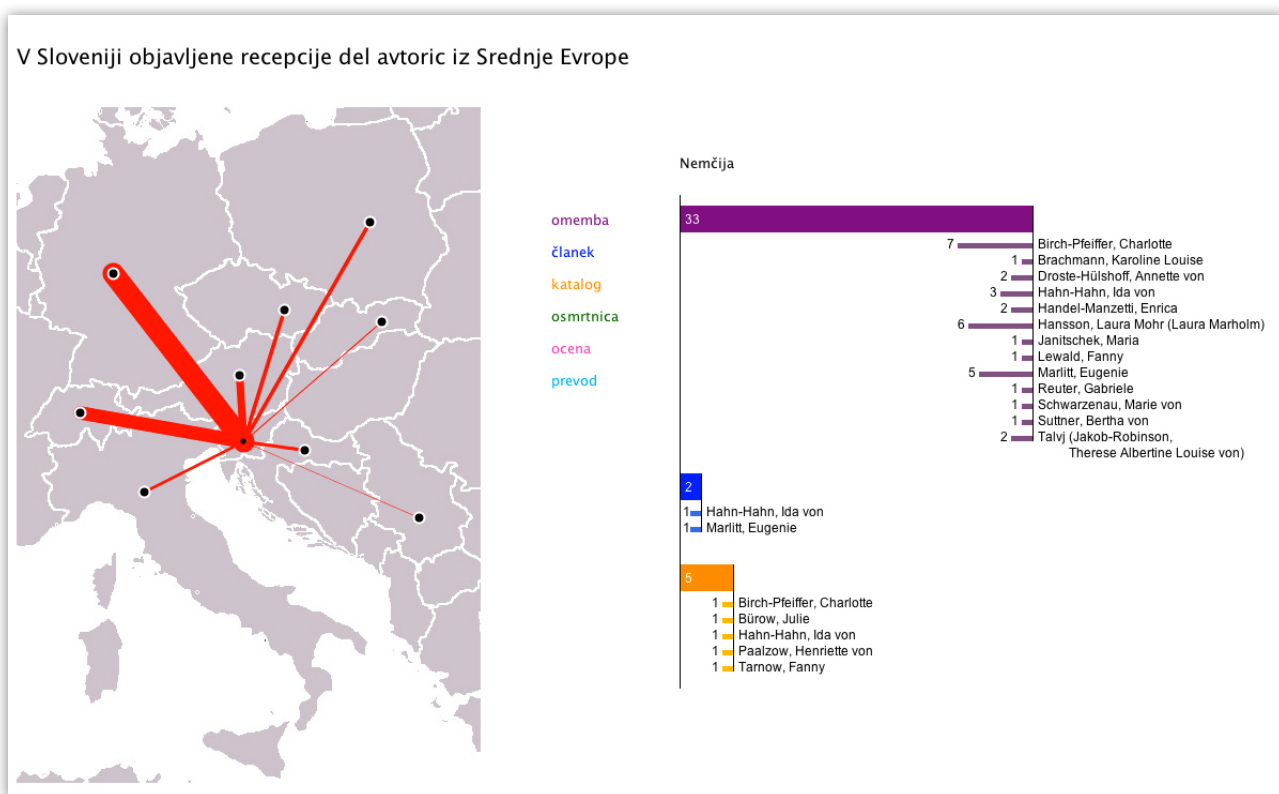 V Sloveniji objavljene recepcije del avtoric iz Srednje Evrope
Nemčija
omemba
članek
katalog
osmrtnica
ocena
prevod
33
7 Birch-Pfeiffer, Charlotte
1 Brachmann, Karoline Louise
2 Droste-Hülshoff, Annette von
3 Hahn-Hahn, Ida von
2 Handel-Manzetti, Enrica
6 Hansson, Laura Mohr (Laura Marholm)
1 Janitschek, Maria
1 Lewald, Fanny
5 Marlitt, Eugenie
1 Reuter, Gabriele
1 Schwarzenau, Marie von
1 Suttner, Bertha von
2 Talvj (Jakob-Robinson,
Therese Albertine Louise von)
2
1 Hahn-Hahn, Ida von
1 Marlitt, Eugenie
5
1 Birch-Pfeiffer, Charlotte
1 Bürow, Julie
1 Hahn-Hahn, Ida von
1 Paalzow, Henriette von
1 Tarnow, Fanny